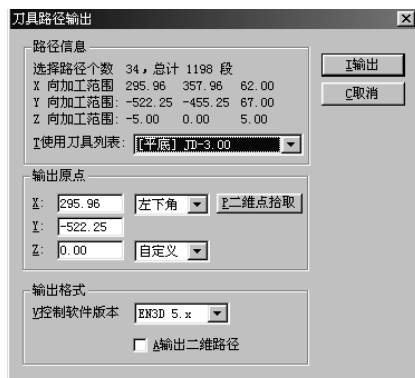 刀具路径输出
路径信息
选择路径个数 34，总计 1198 段
X 向加工范围 295.96 357.96 62.00
Y 向加工范围 -522.25 -455.25 67.00
Z 向加工范围 -5.00 0.00 5.00
T使用刀具列表: [平底] JD-3.00
I输出
C取消
输出原点
X: 295.96 左下角 P二维点拾取
Y: -522.25
Z: 0.00 自定义
输出格式
V控制软件版本 EN3D 5.x
A输出二维路径